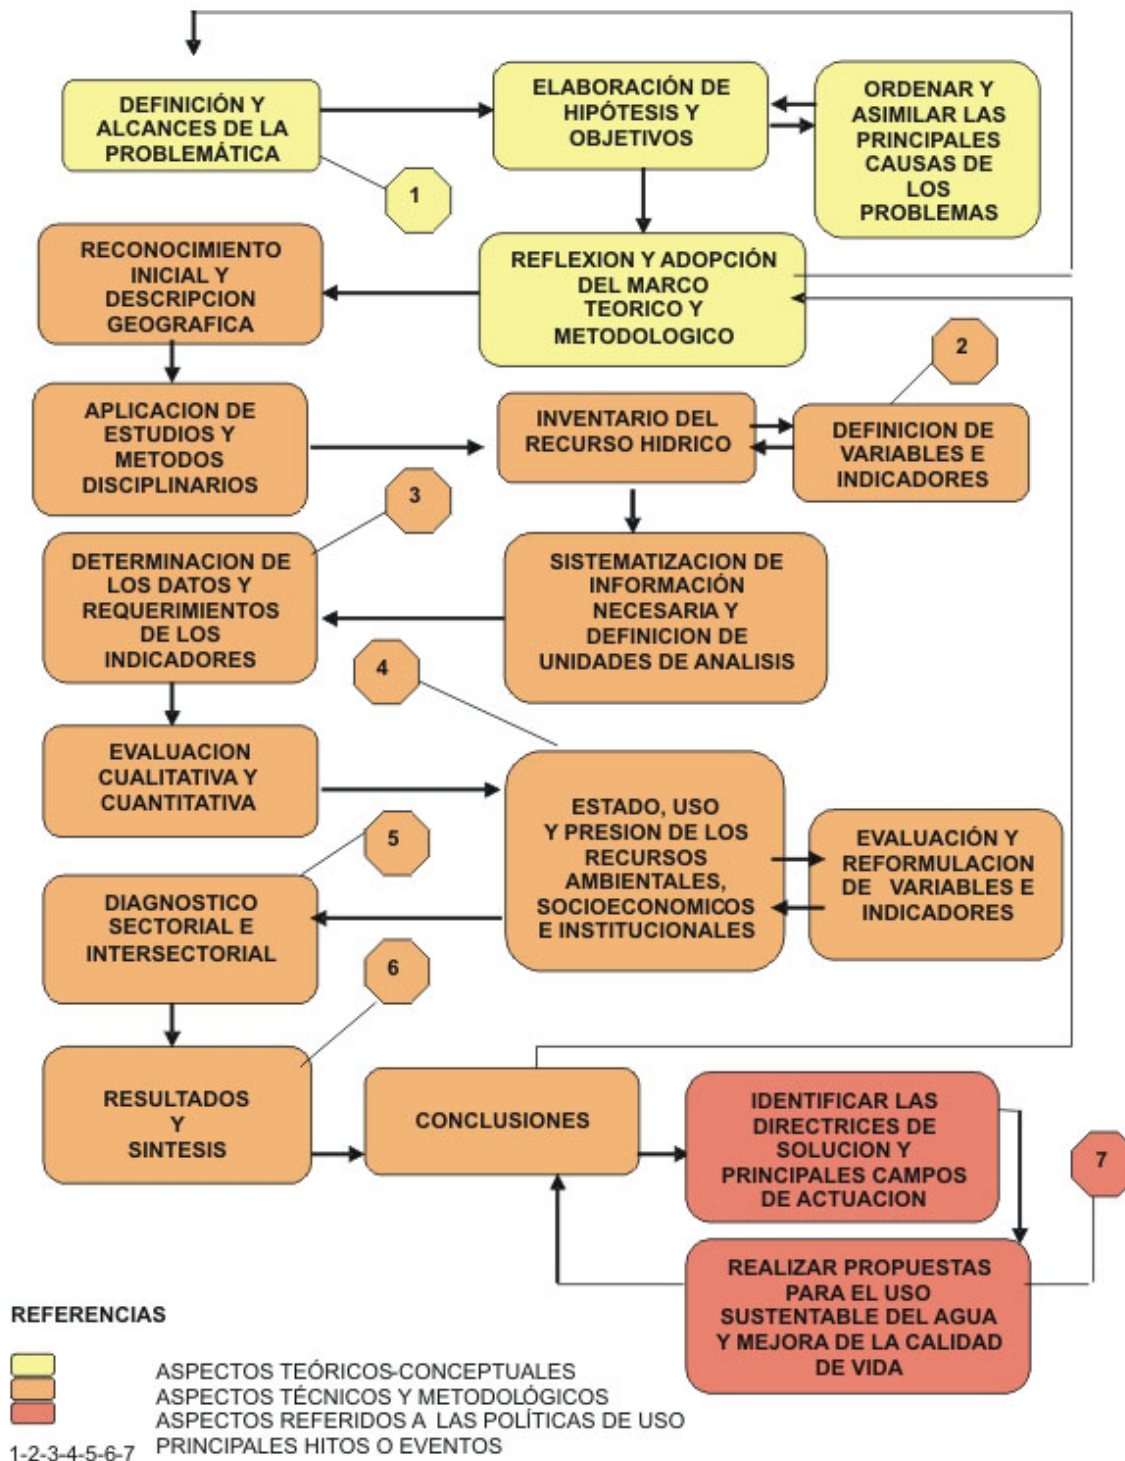 DEFINICIÓN Y
ALCANCES DE LA
PROBLEMÁTICA
1
ELABORACIÓN DE
HIPÓTESIS Y
OBJETIVOS
ORDENAR Y
ASIMILAR LAS
PRINCIPALES
CAUSAS DE
LOS
PROBLEMAS
RECONOCIMIENTO
INICIAL Y
DESCRIPCION
GEOGRAFICA
REFLEXION Y ADOPCIÓN
DEL MARCO
TEORICO Y
METODOLOGICO
2
APLICACION DE
ESTUDIOS Y
METODOS
DISCIPLINARIOS
INVENTARIO DEL
RECURSO HIDRICO
DEFINICION DE
VARIABLES E
INDICADORES
3
DETERMINACION DE
LOS DATOS Y
REQUERIMIENTOS
DE LOS
INDICADORES
SISTEMATIZACION DE
INFORMACIÓN
NECESARIA Y
DEFINICION DE
UNIDADES DE ANALISIS
4
EVALUACION
CUALITATIVA Y
CUANTITATIVA
ESTADO, USO
Y PRESION DE LOS
RECURSOS
AMBIENTALES,
SOCIOECONOMICOS
E INSTITUCIONALES
EVALUACIÓN Y
REFORMULACION
DE VARIABLES E
INDICADORES
5
DIAGNOSTICO
SECTORIAL E
INTERSECTORIAL
6
RESULTADOS
Y
SINTESIS
CONCLUSIONES
IDENTIFICAR LAS
DIRECTRICES DE
SOLUCION Y
PRINCIPALES CAMPOS
DE ACTUACION
7
REALIZAR PROPUESTAS
PARA EL USO
SUSTENTABLE DEL AGUA
Y MEJORA DE LA CALIDAD
DE VIDA
REFERENCIAS
ASPECTOS TEÓRICOS-CONCEPTUALES
ASPECTOS TÉCNICOS Y METODOLÓGICOS
ASPECTOS REFERIDOS A LAS POLÍTICAS DE USO
1-2-3-4-5-6-7 PRINCIPALES HITOS O EVENTOS